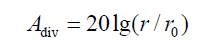 A_div = 20lg(r / r_0)